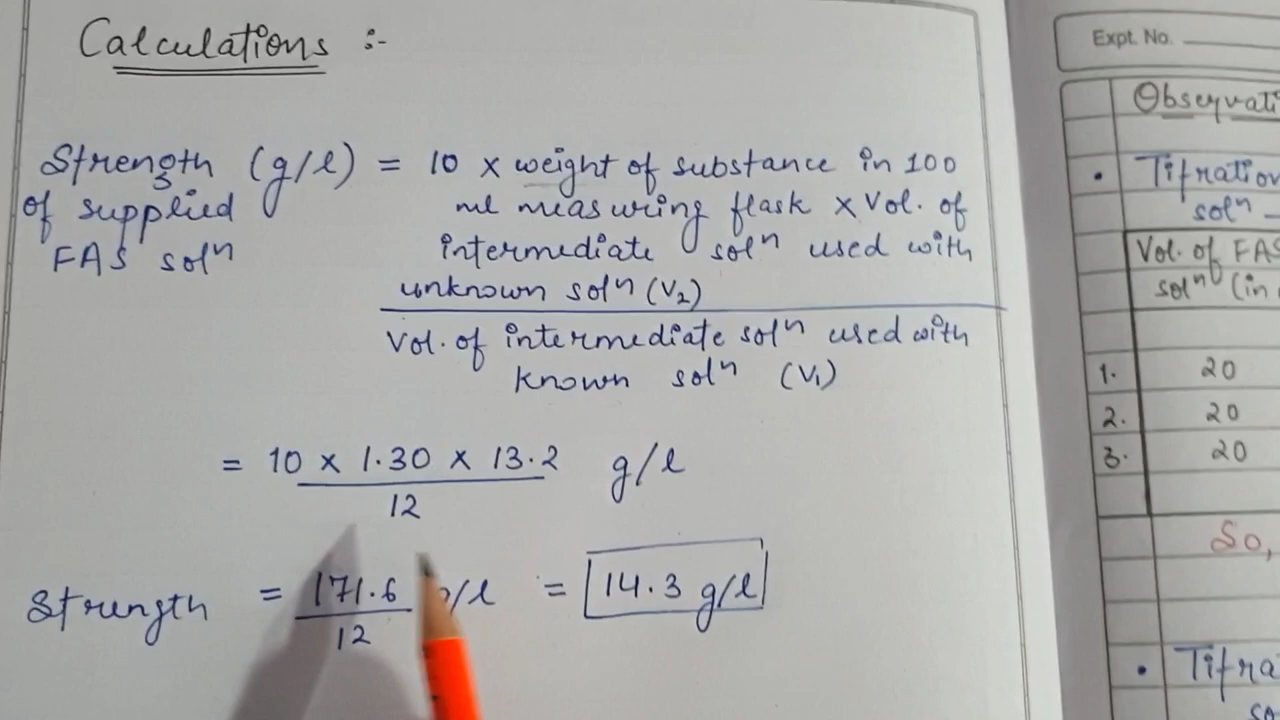 Calculations :-
Strength (g/l) = 10 x weight of substance in 100
of supplied ml measuring flask x Vol. of
FAS solⁿ intermediate solⁿ used with
unknown solⁿ (V₂)
Vol. of intermediate solⁿ used with
known solⁿ (V₁)
= 10 x 1.30 x 13.2 g/l
12
Strength = 171.6 g/l = 14.3 g/l
12
Expt. No.
Observati
• Titration
solⁿ -
Vol. of FAS
solⁿ (in
1. 20
2. 20
3. 20
So,
• Titra